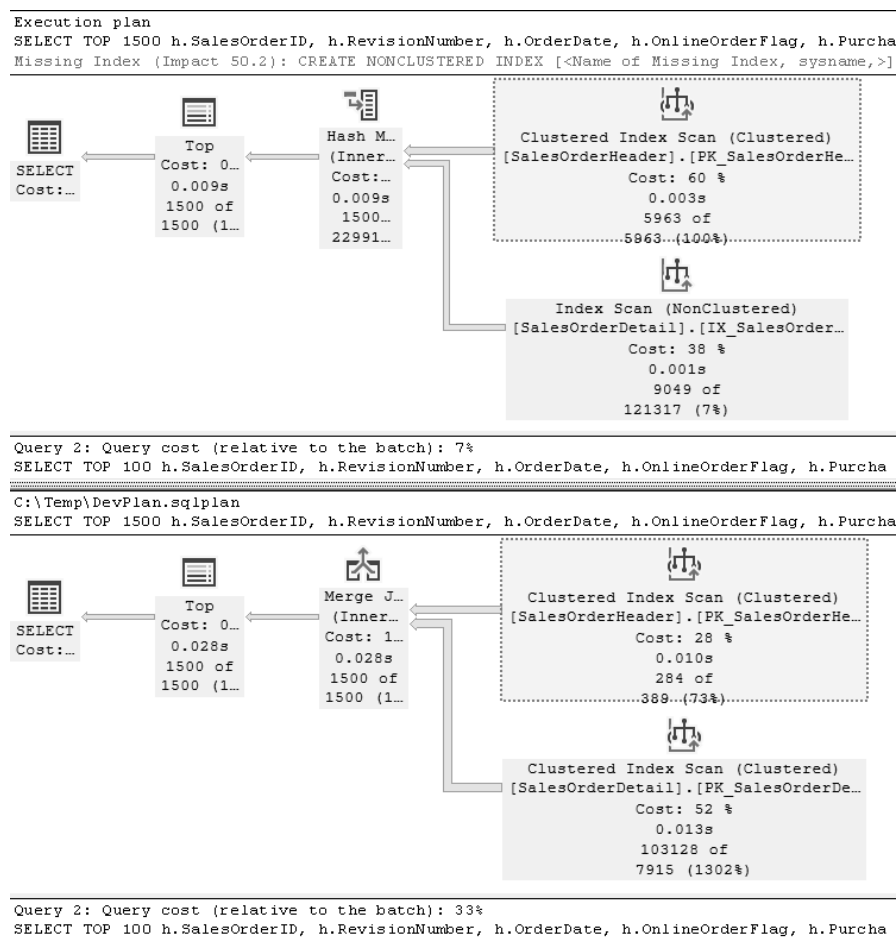 Execution plan
SELECT TOP 1500 h.SalesOrderID, h.RevisionNumber, h.OrderDate, h.OnlineOrderFlag, h.Purcha
Missing Index (Impact 50.2): CREATE NONCLUSTERED INDEX [<Name of Missing Index, sysname,>]
SELECT
Cost:…
Top
Cost: 0…
0.009s
1500 of
1500 (1…
Hash M…
(Inner…
Cost:…
0.009s
1500…
22991…
Clustered Index Scan (Clustered)
[SalesOrderHeader].[PK_SalesOrderHe…
Cost: 60 %
0.003s
5963 of
5963 (100%)
Index Scan (NonClustered)
[SalesOrderDetail].[IX_SalesOrder…
Cost: 38 %
0.001s
9049 of
121317 (7%)
Query 2: Query cost (relative to the batch): 7%
SELECT TOP 100 h.SalesOrderID, h.RevisionNumber, h.OrderDate, h.OnlineOrderFlag, h.Purcha
C:\Temp\DevPlan.sqlplan
SELECT TOP 1500 h.SalesOrderID, h.RevisionNumber, h.OrderDate, h.OnlineOrderFlag, h.Purcha
SELECT
Cost:…
Top
Cost: 0…
0.028s
1500 of
1500 (1…
Merge J…
(Inner…
Cost: 1…
0.028s
1500 of
1500 (1…
Clustered Index Scan (Clustered)
[SalesOrderHeader].[PK_SalesOrderHe…
Cost: 28 %
0.010s
284 of
389 (73%)
Clustered Index Scan (Clustered)
[SalesOrderDetail].[PK_SalesOrderDe…
Cost: 52 %
0.013s
103128 of
7915 (1302%)
Query 2: Query cost (relative to the batch): 33%
SELECT TOP 100 h.SalesOrderID, h.RevisionNumber, h.OrderDate, h.OnlineOrderFlag, h.Purcha